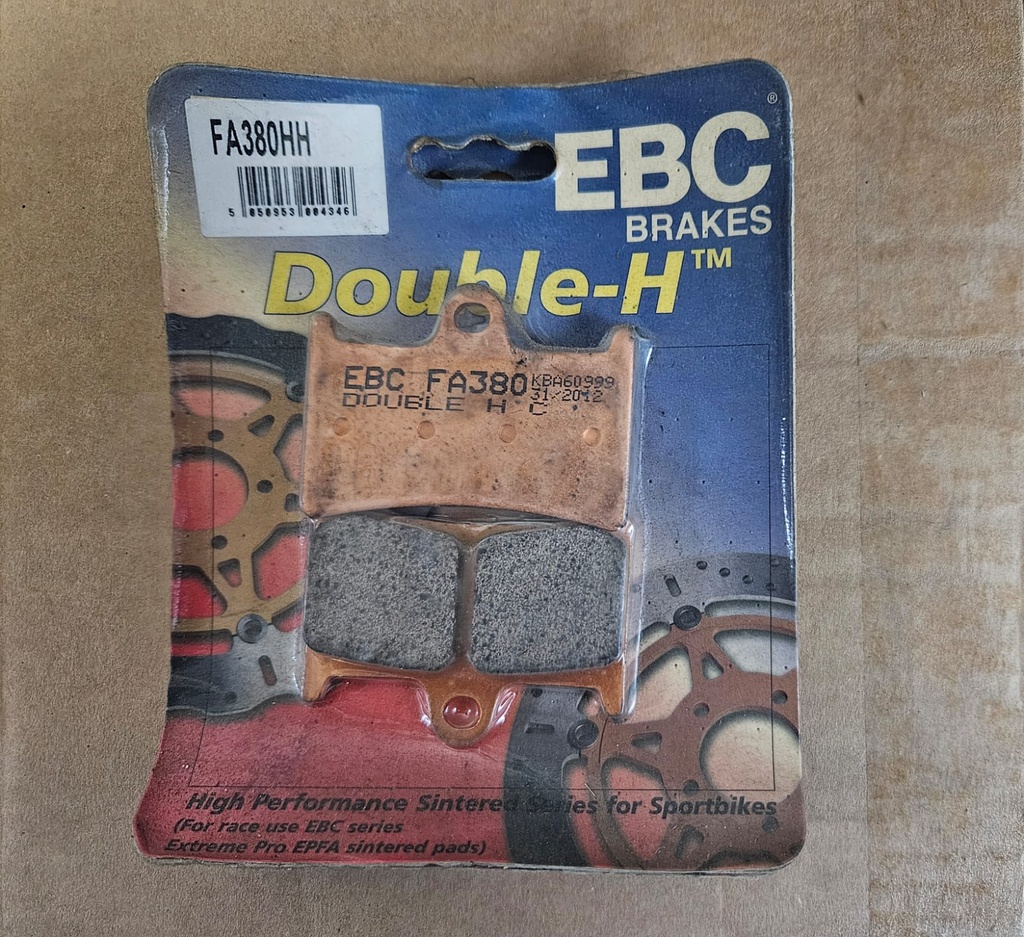 FA380HH
5 050953 004346
EBC®
BRAKES
Double-H™
EBC FA380 KBA60999
DOUBLE H C 31/2012
High Performance Sintered Series for Sportbikes
(For race use EBC series
Extreme Pro EPFA sintered pads)